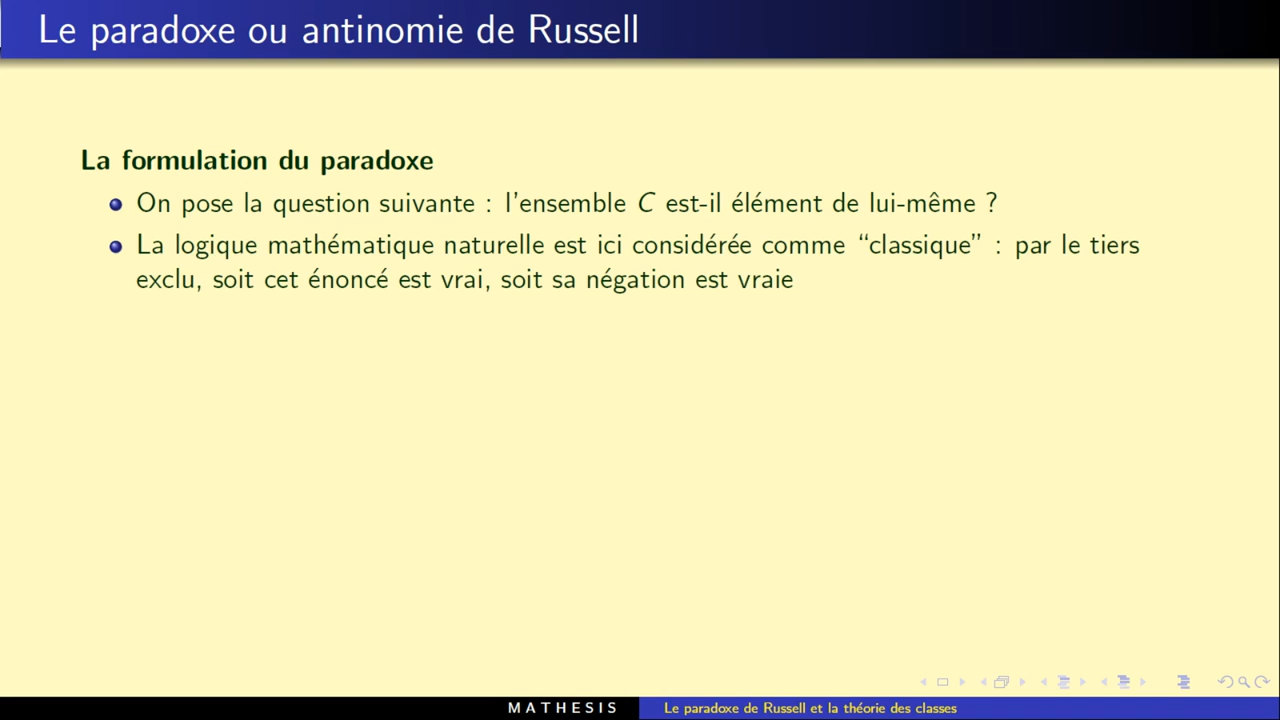 Le paradoxe ou antinomie de Russell
La formulation du paradoxe
On pose la question suivante : l'ensemble C est-il élément de lui-même ?
La logique mathématique naturelle est ici considérée comme “classique” : par le tiers
exclu, soit cet énoncé est vrai, soit sa négation est vraie
MATHESIS
Le paradoxe de Russell et la théorie des classes